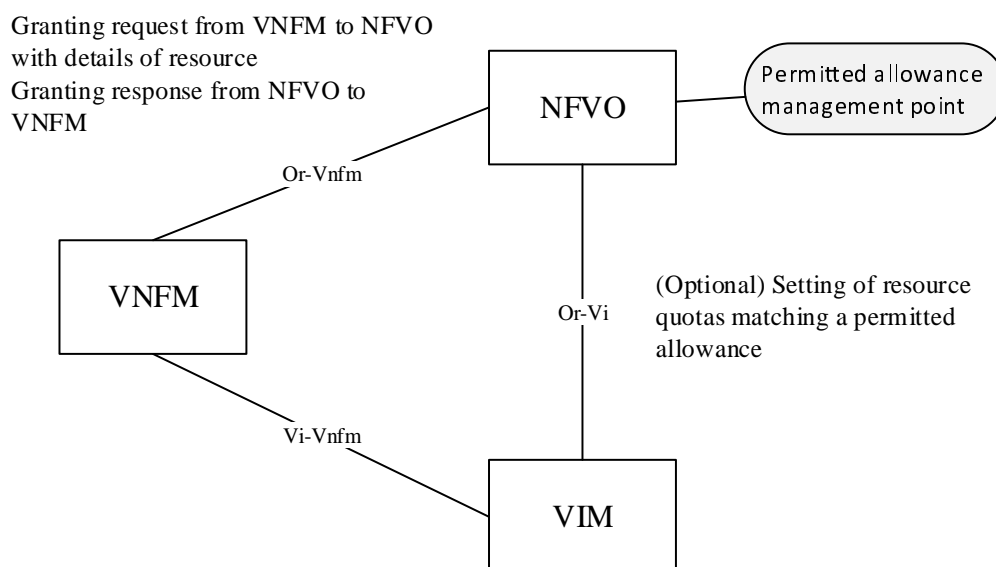 Granting request from VNFM to NFVO
with details of resource
Granting response from NFVO to
VNFM
NFVO
Permitted allowance
management point
Or-Vnfm
VNFM
Or-Vi
(Optional) Setting of resource
quotas matching a permitted
allowance
Vi-Vnfm
VIM